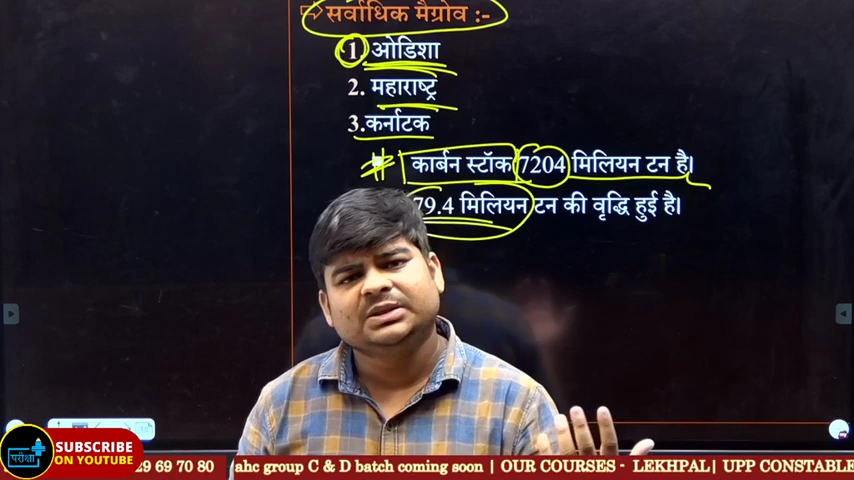 सर्वाधिक मैग्रोव :-
1. ओडिशा
2. महाराष्ट्र
3.कर्नाटक
कार्बन स्टॉक 7204 मिलियन टन है।
79.4 मिलियन टन की वृद्धि हुई है।
परीक्षा
SUBSCRIBE
ON YOUTUBE
29 69 70 80 ahc group C & D batch coming soon | OUR COURSES - LEKHPAL| UPP CONSTABLE